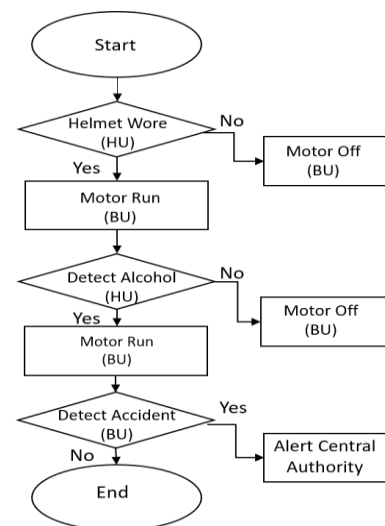 Start
Helmet Wore
(HU)
No
Motor Off
(BU)
Yes
Motor Run
(BU)
Detect Alcohol
(HU)
No
Motor Off
(BU)
Yes
Motor Run
(BU)
Detect Accident
(BU)
Yes
Alert Central
Authority
No
End